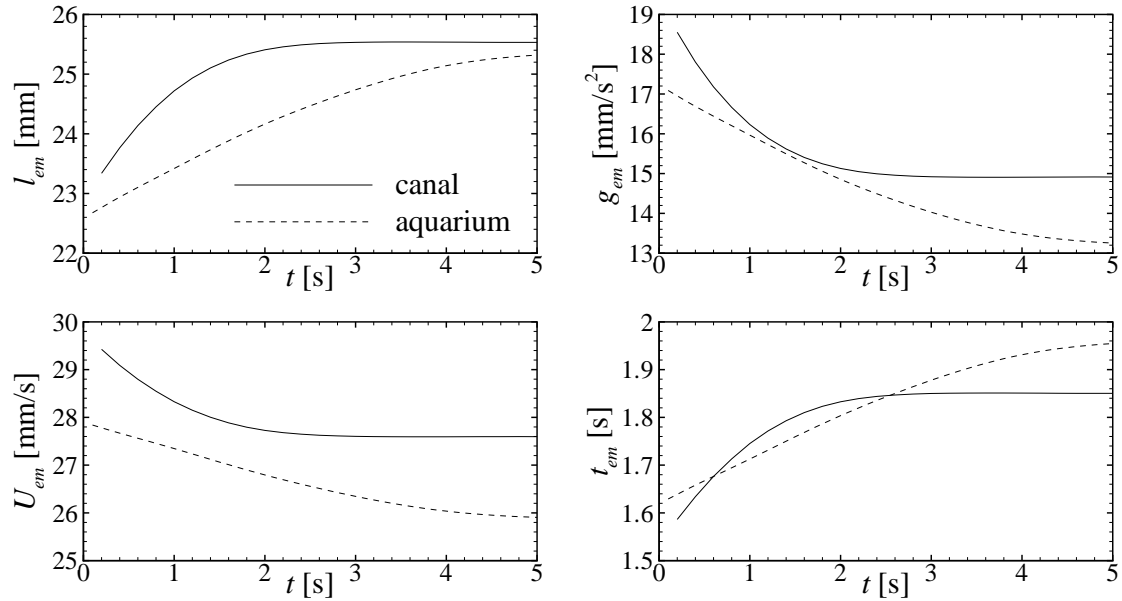 26
25
24
23
22
l_em [mm]
canal
aquarium
0 1 2 3 4 5
t [s]
19
18
17
16
15
14
13
g_em [mm/s²]
0 1 2 3 4 5
t [s]
30
29
28
27
26
25
U_em [mm/s]
0 1 2 3 4 5
t [s]
2
1.9
1.8
1.7
1.6
1.5
t_em [s]
0 1 2 3 4 5
t [s]